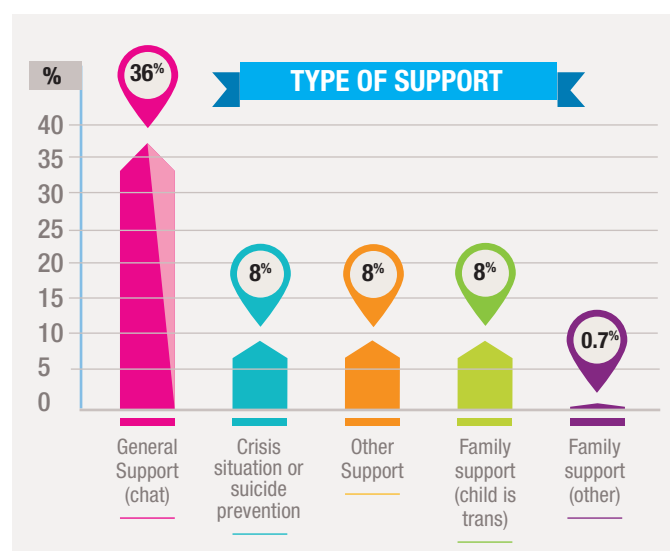 TYPE OF SUPPORT
%
36%
8%
8%
8%
0.7%
40
35
30
25
20
15
10
5
0
General
Support
(chat)
Crisis
situation or
suicide
prevention
Other
Support
Family
support
(child is
trans)
Family
support
(other)